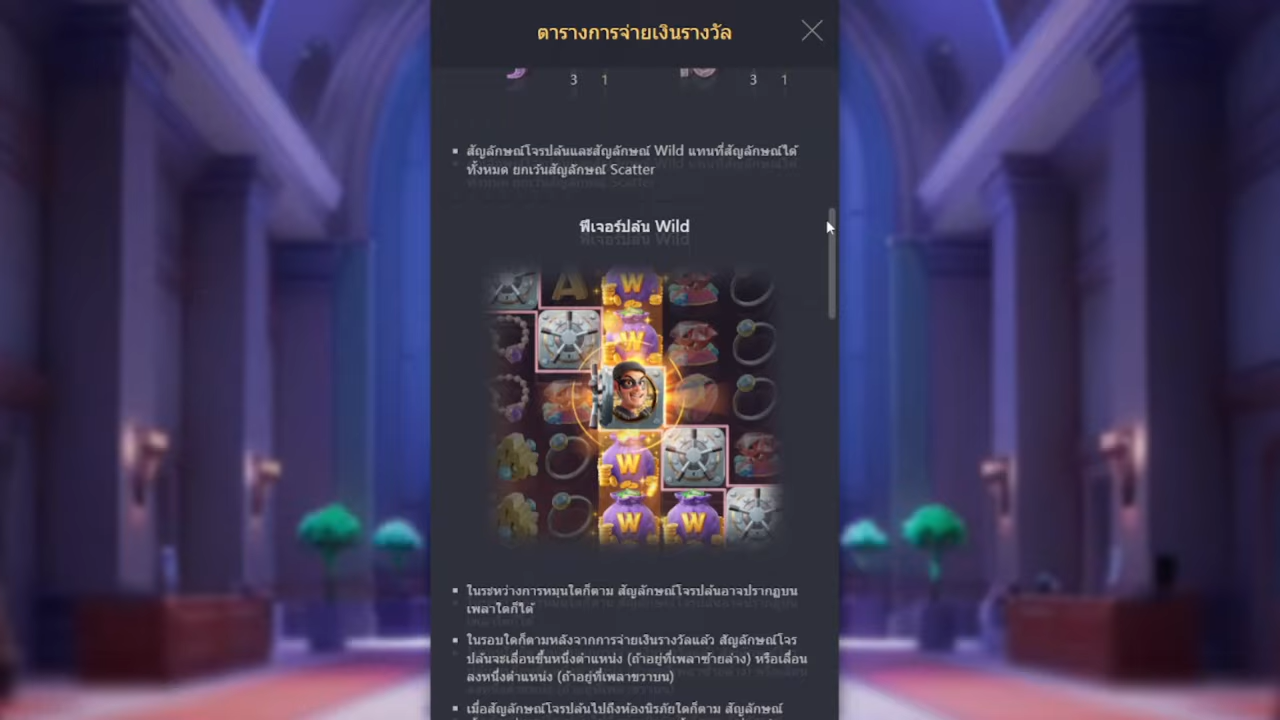 ตารางการจ่ายเงินรางวัล
3 1 3 1
▪ สัญลักษณ์โจรปล้นและสัญลักษณ์ Wild แทนที่สัญลักษณ์ได้
ทั้งหมด ยกเว้นสัญลักษณ์ Scatter
ฟีเจอร์ปล้น Wild
A W
W
W
W W
▪ ในระหว่างการหมุนใดก็ตาม สัญลักษณ์โจรปล้นอาจปรากฏบน
เพลาใดก็ได้
▪ ในรอบใดก็ตามหลังจากการจ่ายเงินรางวัลแล้ว สัญลักษณ์โจร
ปล้นจะเลื่อนขึ้นหนึ่งตำแหน่ง (ถ้าอยู่ที่เพลาซ้ายล่าง) หรือเลื่อน
ลงหนึ่งตำแหน่ง (ถ้าอยู่ที่เพลาขวาบน)
▪ เมื่อสัญลักษณ์โจรปล้นไปถึงห้องนิรภัยใดก็ตาม สัญลักษณ์